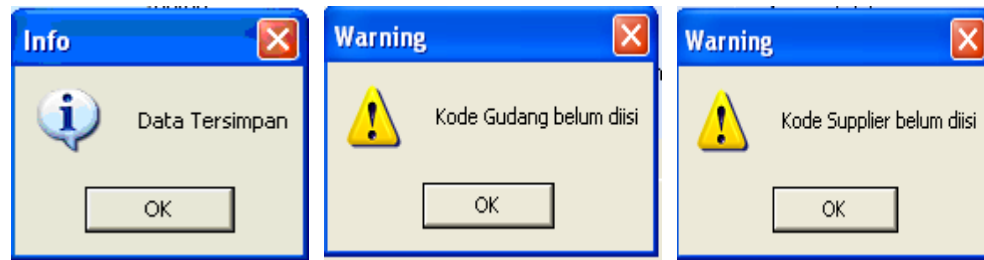 Info
Data Tersimpan
OK
Warning
Kode Gudang belum diisi
OK
Warning
Kode Supplier belum diisi
OK